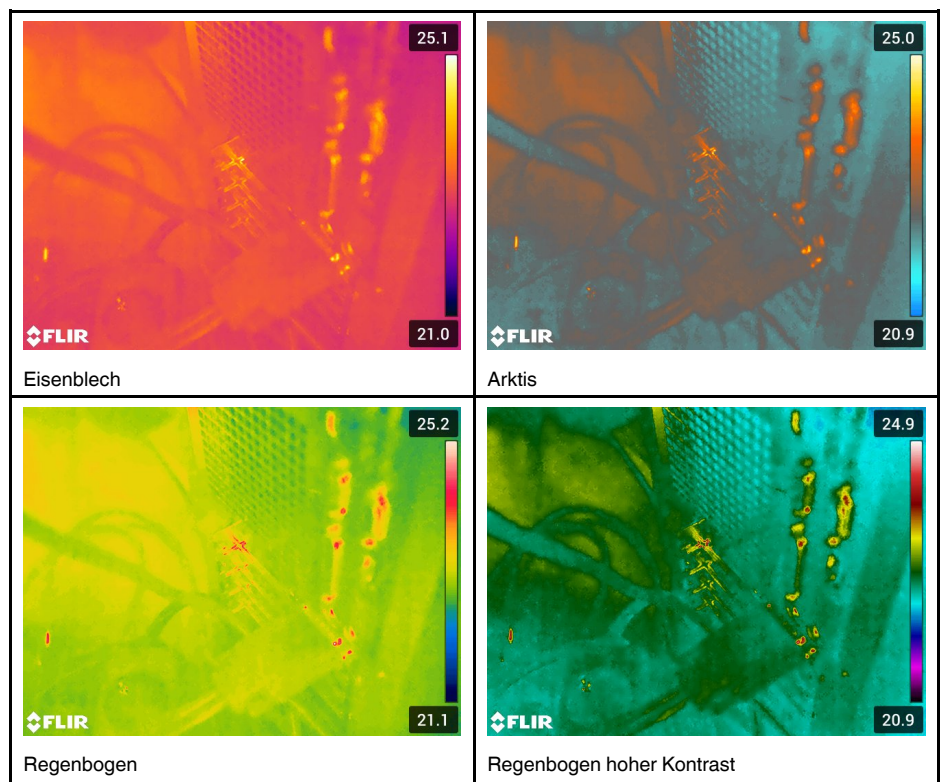 25.1
21.0
FLIR
Eisenblech
25.0
20.9
FLIR
Arktis
25.2
21.1
FLIR
Regenbogen
24.9
20.9
FLIR
Regenbogen hoher Kontrast